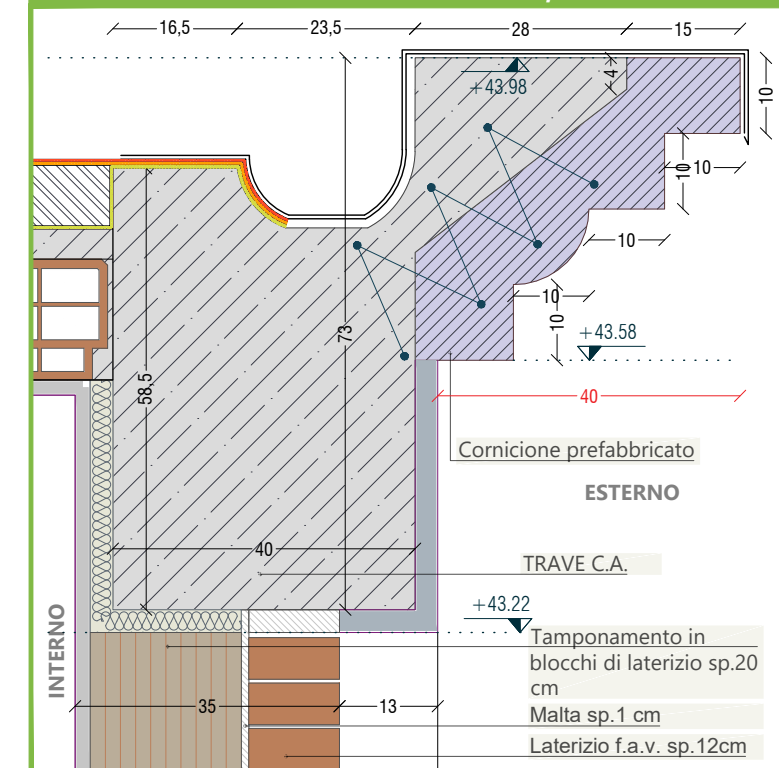 16,5
23,5
28
15
+43.98
4
10
10
10
10
10
10
73
58,5
+43.58
40
Cornicione prefabbricato
ESTERNO
40
TRAVE C.A.
+43.22
INTERNO
Tamponamento in
blocchi di laterizio sp.20
cm
35
13
Malta sp.1 cm
Laterizio f.a.v. sp.12cm